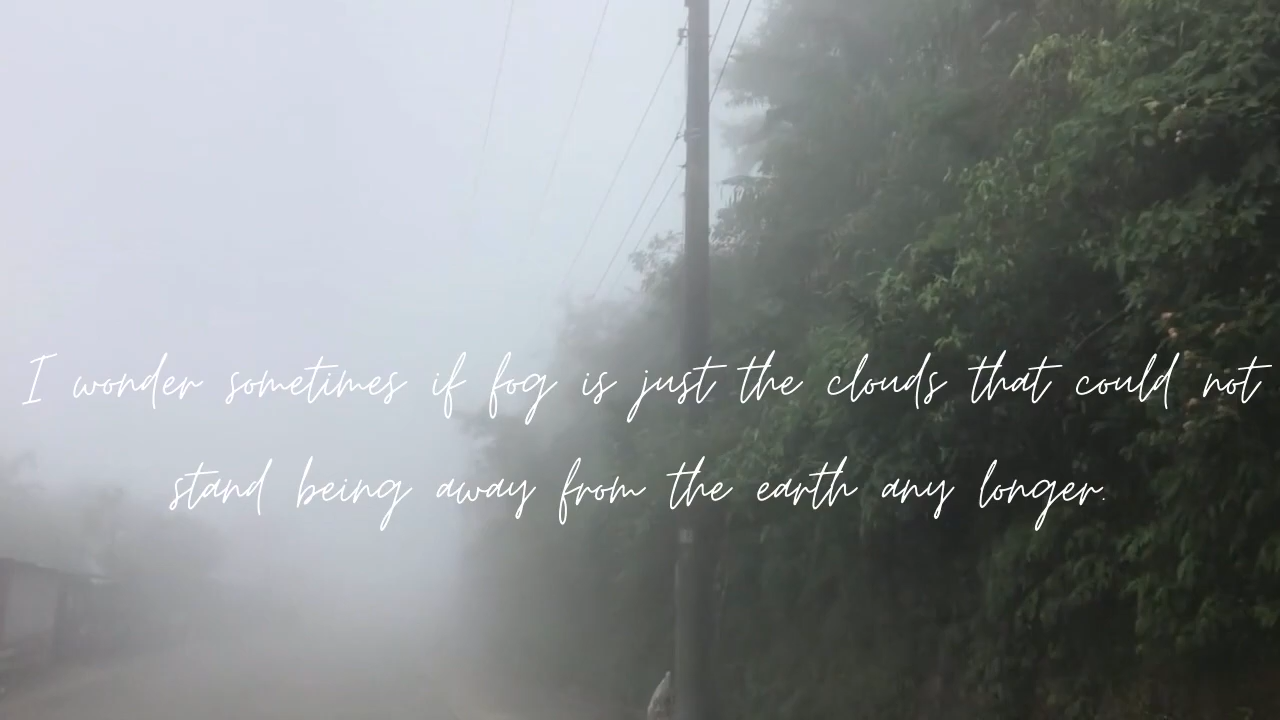 I wonder sometimes if fog is just the clouds that could not
stand being away from the earth any longer.